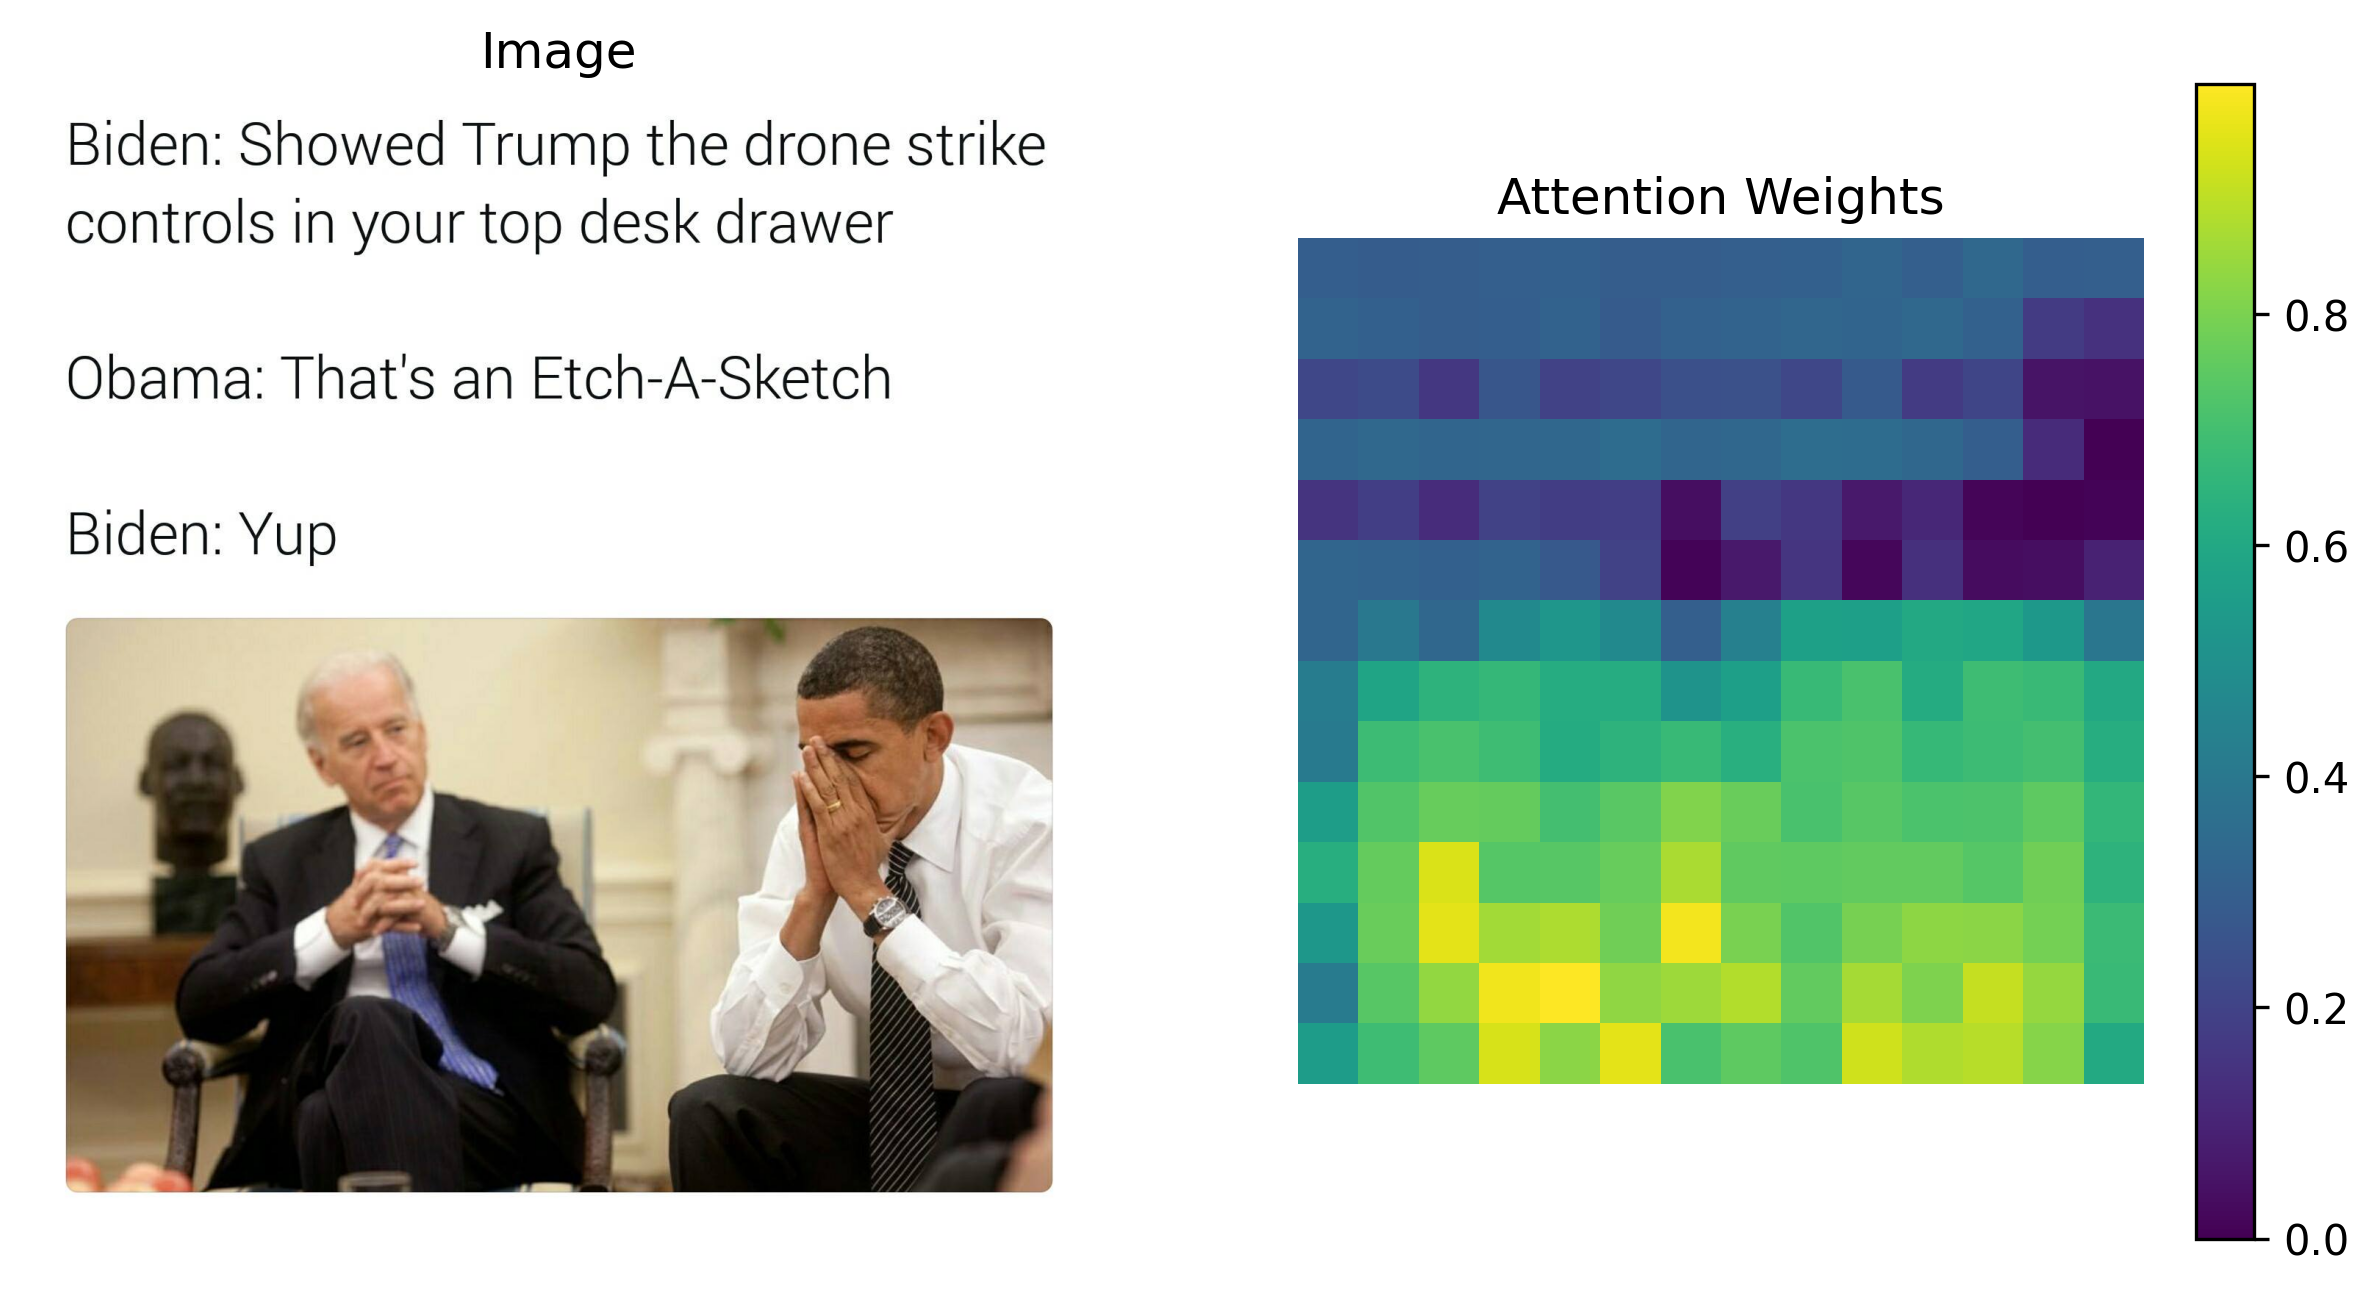 Image
Biden: Showed Trump the drone strike
controls in your top desk drawer
Obama: That's an Etch-A-Sketch
Biden: Yup
Attention Weights
0.8
0.6
0.4
0.2
0.0